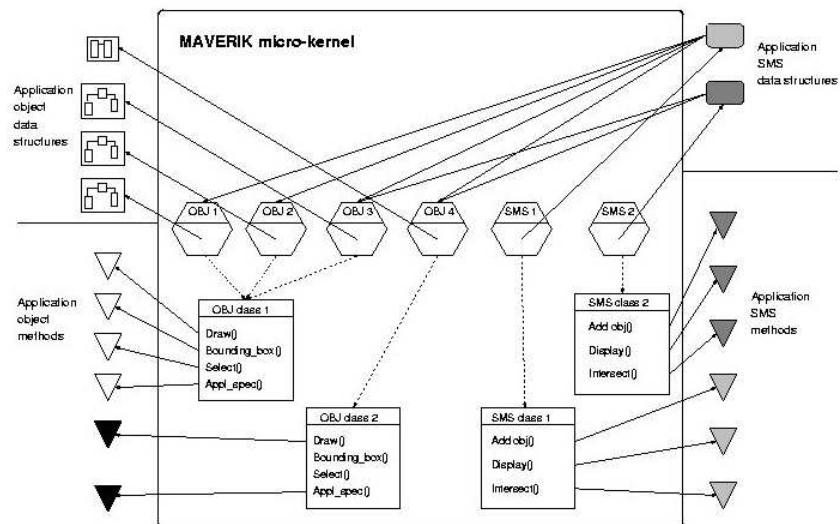 MAVERIK micro-kernel
Application
object
data
structures
Application
SMS
data structures
OBJ 1
OBJ 2
OBJ 3
OBJ 4
SMS 1
SMS 2
Application
object
methods
OBJ class 1
Draw()
Bounding_box()
Select()
Appl_spec()
SMS class 2
Add obj()
Display()
Intersect()
Application
SMS
methods
OBJ class 2
Draw()
Bounding_box()
Select()
Appl_spec()
SMS class 1
Add obj()
Display()
Intersect()